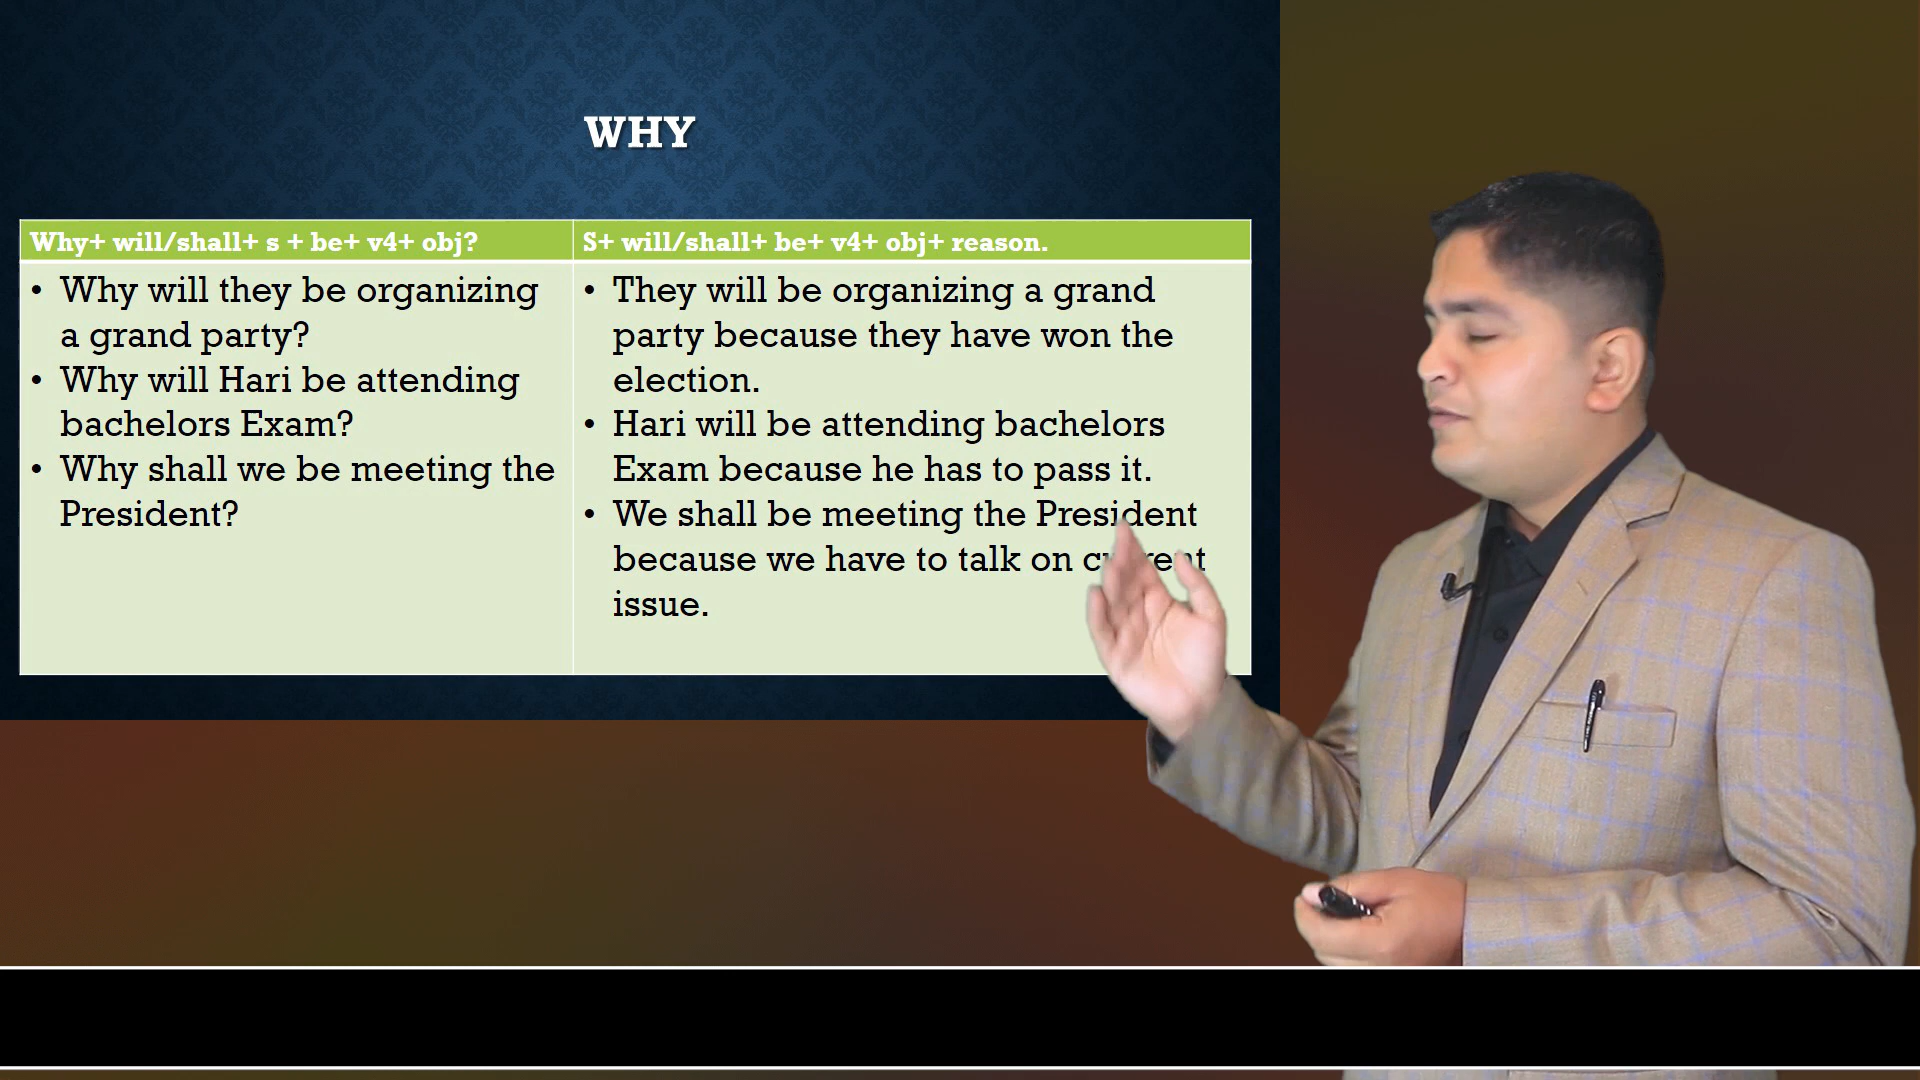 WHY
Why+ will/shall+ s + be+ v4+ obj?
• Why will they be organizing
a grand party?
• Why will Hari be attending
bachelors Exam?
• Why shall we be meeting the
President?
S+ will/shall+ be+ v4+ obj+ reason.
• They will be organizing a grand
party because they have won the
election.
• Hari will be attending bachelors
Exam because he has to pass it.
• We shall be meeting the President
because we have to talk on current
issue.